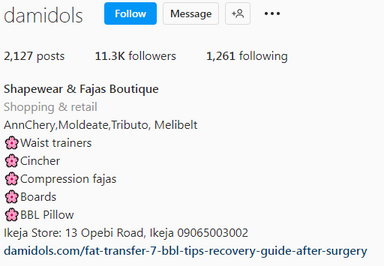 damidols Follow Message
2,127 posts 11.3K followers 1,261 following
Shapewear & Fajas Boutique
Shopping & retail
AnnChery,Moldeate,Tributo, Melibelt
🌸Waist trainers
🌸Cincher
🌸Compression fajas
🌸Boards
🌸BBL Pillow
Ikeja Store: 13 Opebi Road, Ikeja 09065003002
damidols.com/fat-transfer-7-bbl-tips-recovery-guide-after-surgery